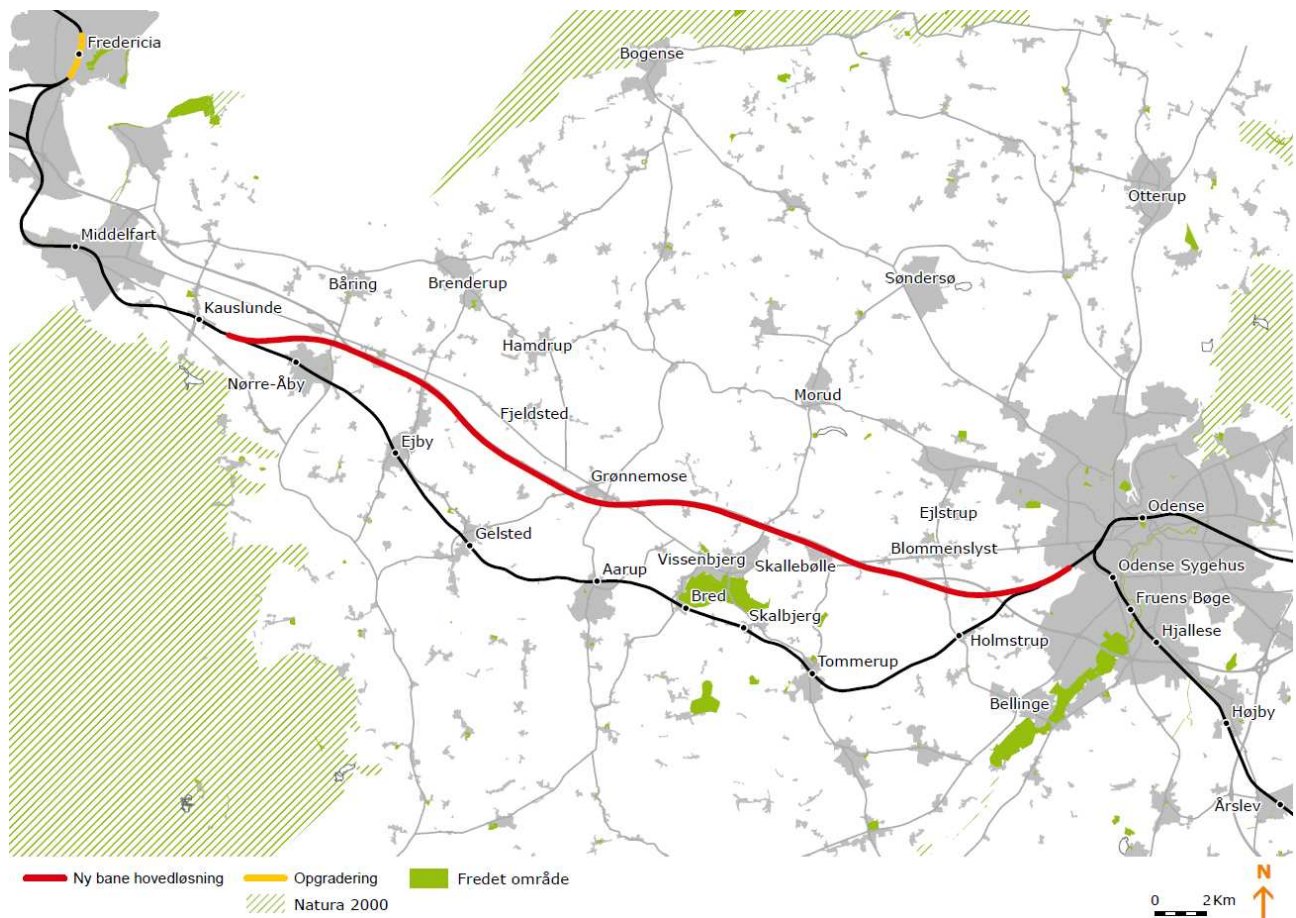 Fredericia
Bogense
Otterup
Middelfart
Søndersø
Båring
Brenderup
Kauslunde
Hamdrup
Nørre-Åby
Morud
Fjeldsted
Ejby
Grønnemose
Ejlstrup
Odense
Gelsted
Blommenslyst
Vissenbjerg
Skallebølle
Odense Sygehus
Aarup
Bred
Fruens Bøge
Skalbjerg
Hjallese
Holmstrup
Tommerup
Bellinge
Højby
Årslev
Ny bane hovedløsning
Opgradering
Fredet område
Natura 2000
N
0 2 Km